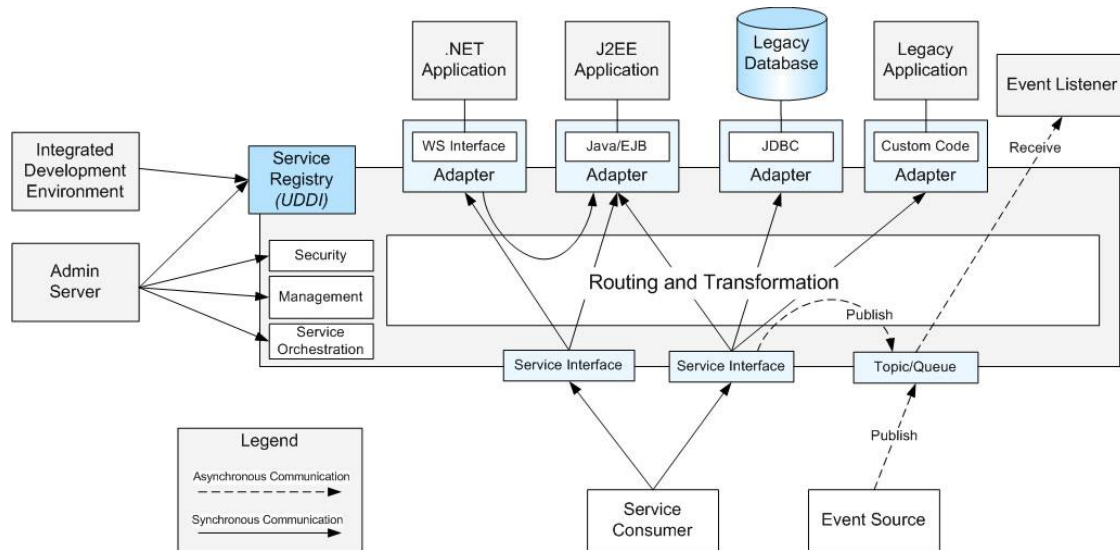 .NET
Application
J2EE
Application
Legacy
Database
Legacy
Application
Event Listener
WS Interface
Adapter
Java/EJB
Adapter
JDBC
Adapter
Custom Code
Adapter
Receive
Integrated
Development
Environment
Service
Registry
(UDDI)
Admin
Server
Security
Management
Service
Orchestration
Routing and Transformation
Publish
Service Interface
Service Interface
Topic/Queue
Publish
Legend
Asynchronous Communication
Synchronous Communication
Service
Consumer
Event Source